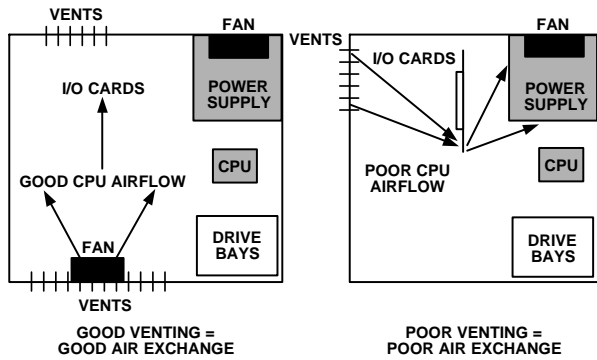 VENTS
FAN
I/O CARDS
POWER
SUPPLY
GOOD CPU AIRFLOW
CPU
FAN
DRIVE
BAYS
VENTS
GOOD VENTING =
GOOD AIR EXCHANGE
VENTS
FAN
I/O CARDS
POWER
SUPPLY
POOR CPU
AIRFLOW
CPU
DRIVE
BAYS
POOR VENTING =
POOR AIR EXCHANGE